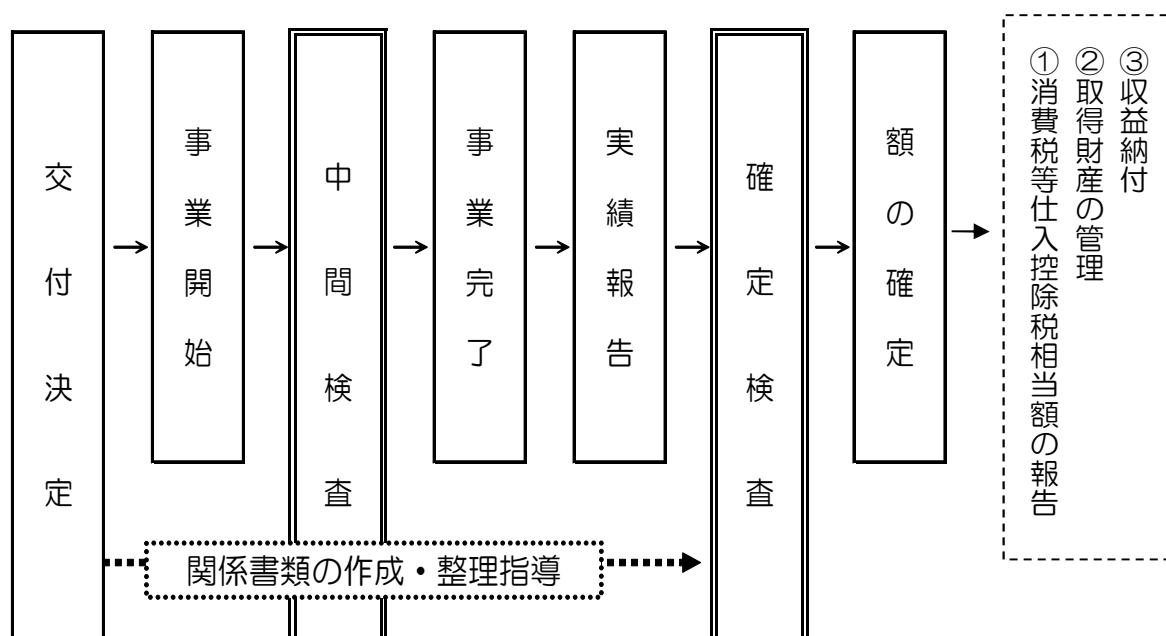 交付決定
事業開始
中間検査
事業完了
実績報告
確定検査
額の確定
①消費税等仕入控除税相当額の報告
②取得財産の管理
③収益納付
関係書類の作成・整理指導